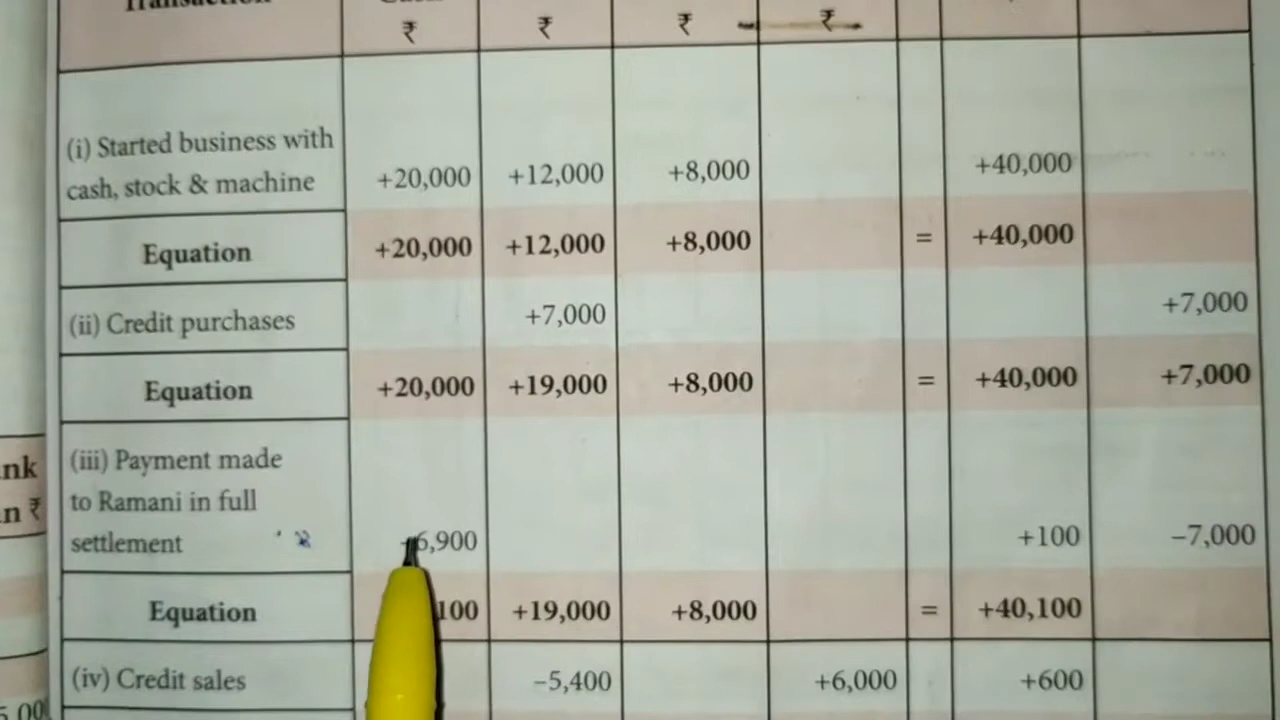 Transaction
₹ ₹ ₹ ₹
(i) Started business with
cash, stock & machine +20,000 +12,000 +8,000 +40,000
Equation +20,000 +12,000 +8,000 = +40,000
(ii) Credit purchases +7,000 +7,000
Equation +20,000 +19,000 +8,000 = +40,000 +7,000
nk
n ₹
(iii) Payment made
to Ramani in full
settlement –6,900 +100 –7,000
Equation 100 +19,000 +8,000 = +40,100
(iv) Credit sales –5,400 +6,000 +600